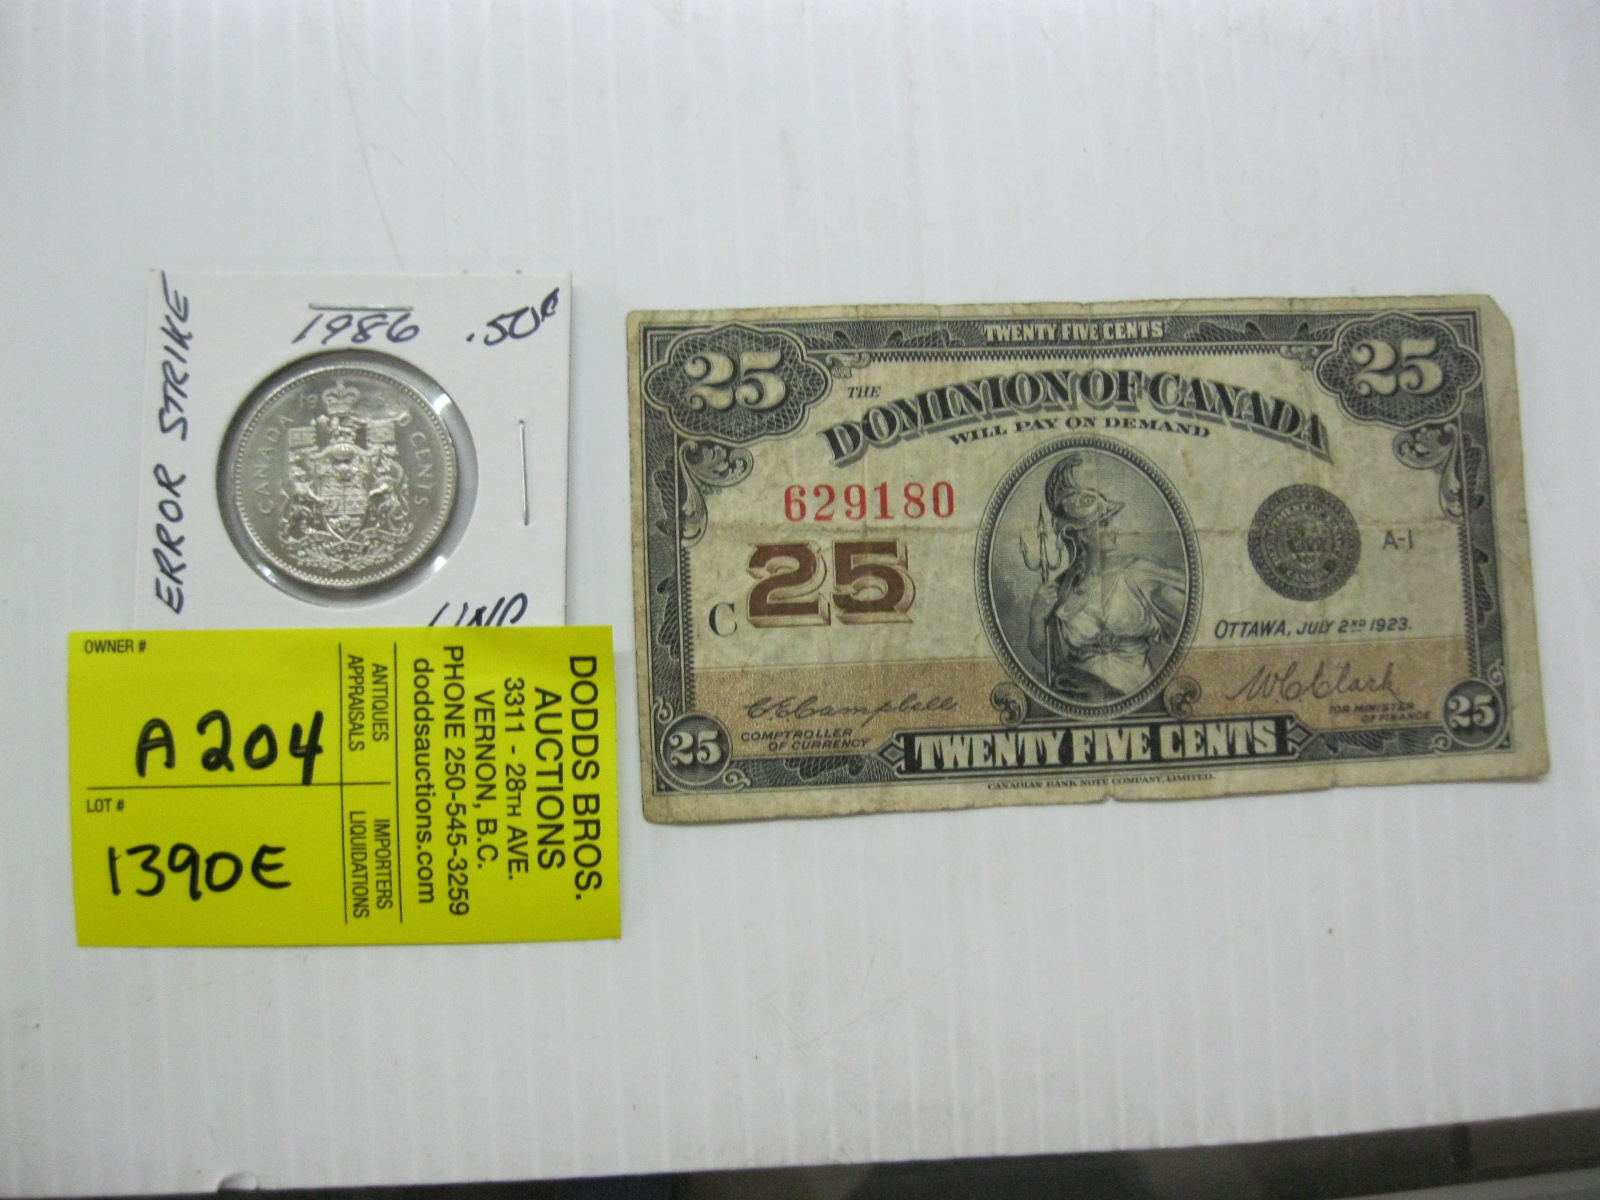 ERROR STRIKE
1986 .50¢
CANADA 19 CENTS
UNC
OWNER #
A204
LOT #
1390E
ANTIQUES
APPRAISALS
IMPORTERS
LIQUIDATIONS
DODDS BROS.
AUCTIONS
3311 - 28TH AVE.
VERNON, B.C.
PHONE 250-545-3259
doddsauctions.com
25 TWENTY FIVE CENTS 25
THE
DOMINION OF CANADA
WILL PAY ON DEMAND
629180
25
C
A-1
OTTAWA, JULY 2ND 1923.
C E Campbell
COMPTROLLER
OF CURRENCY
W C Clark
FOR MINISTER
OF FINANCE
25 TWENTY FIVE CENTS 25
CANADIAN BANK NOTE COMPANY, LIMITED.